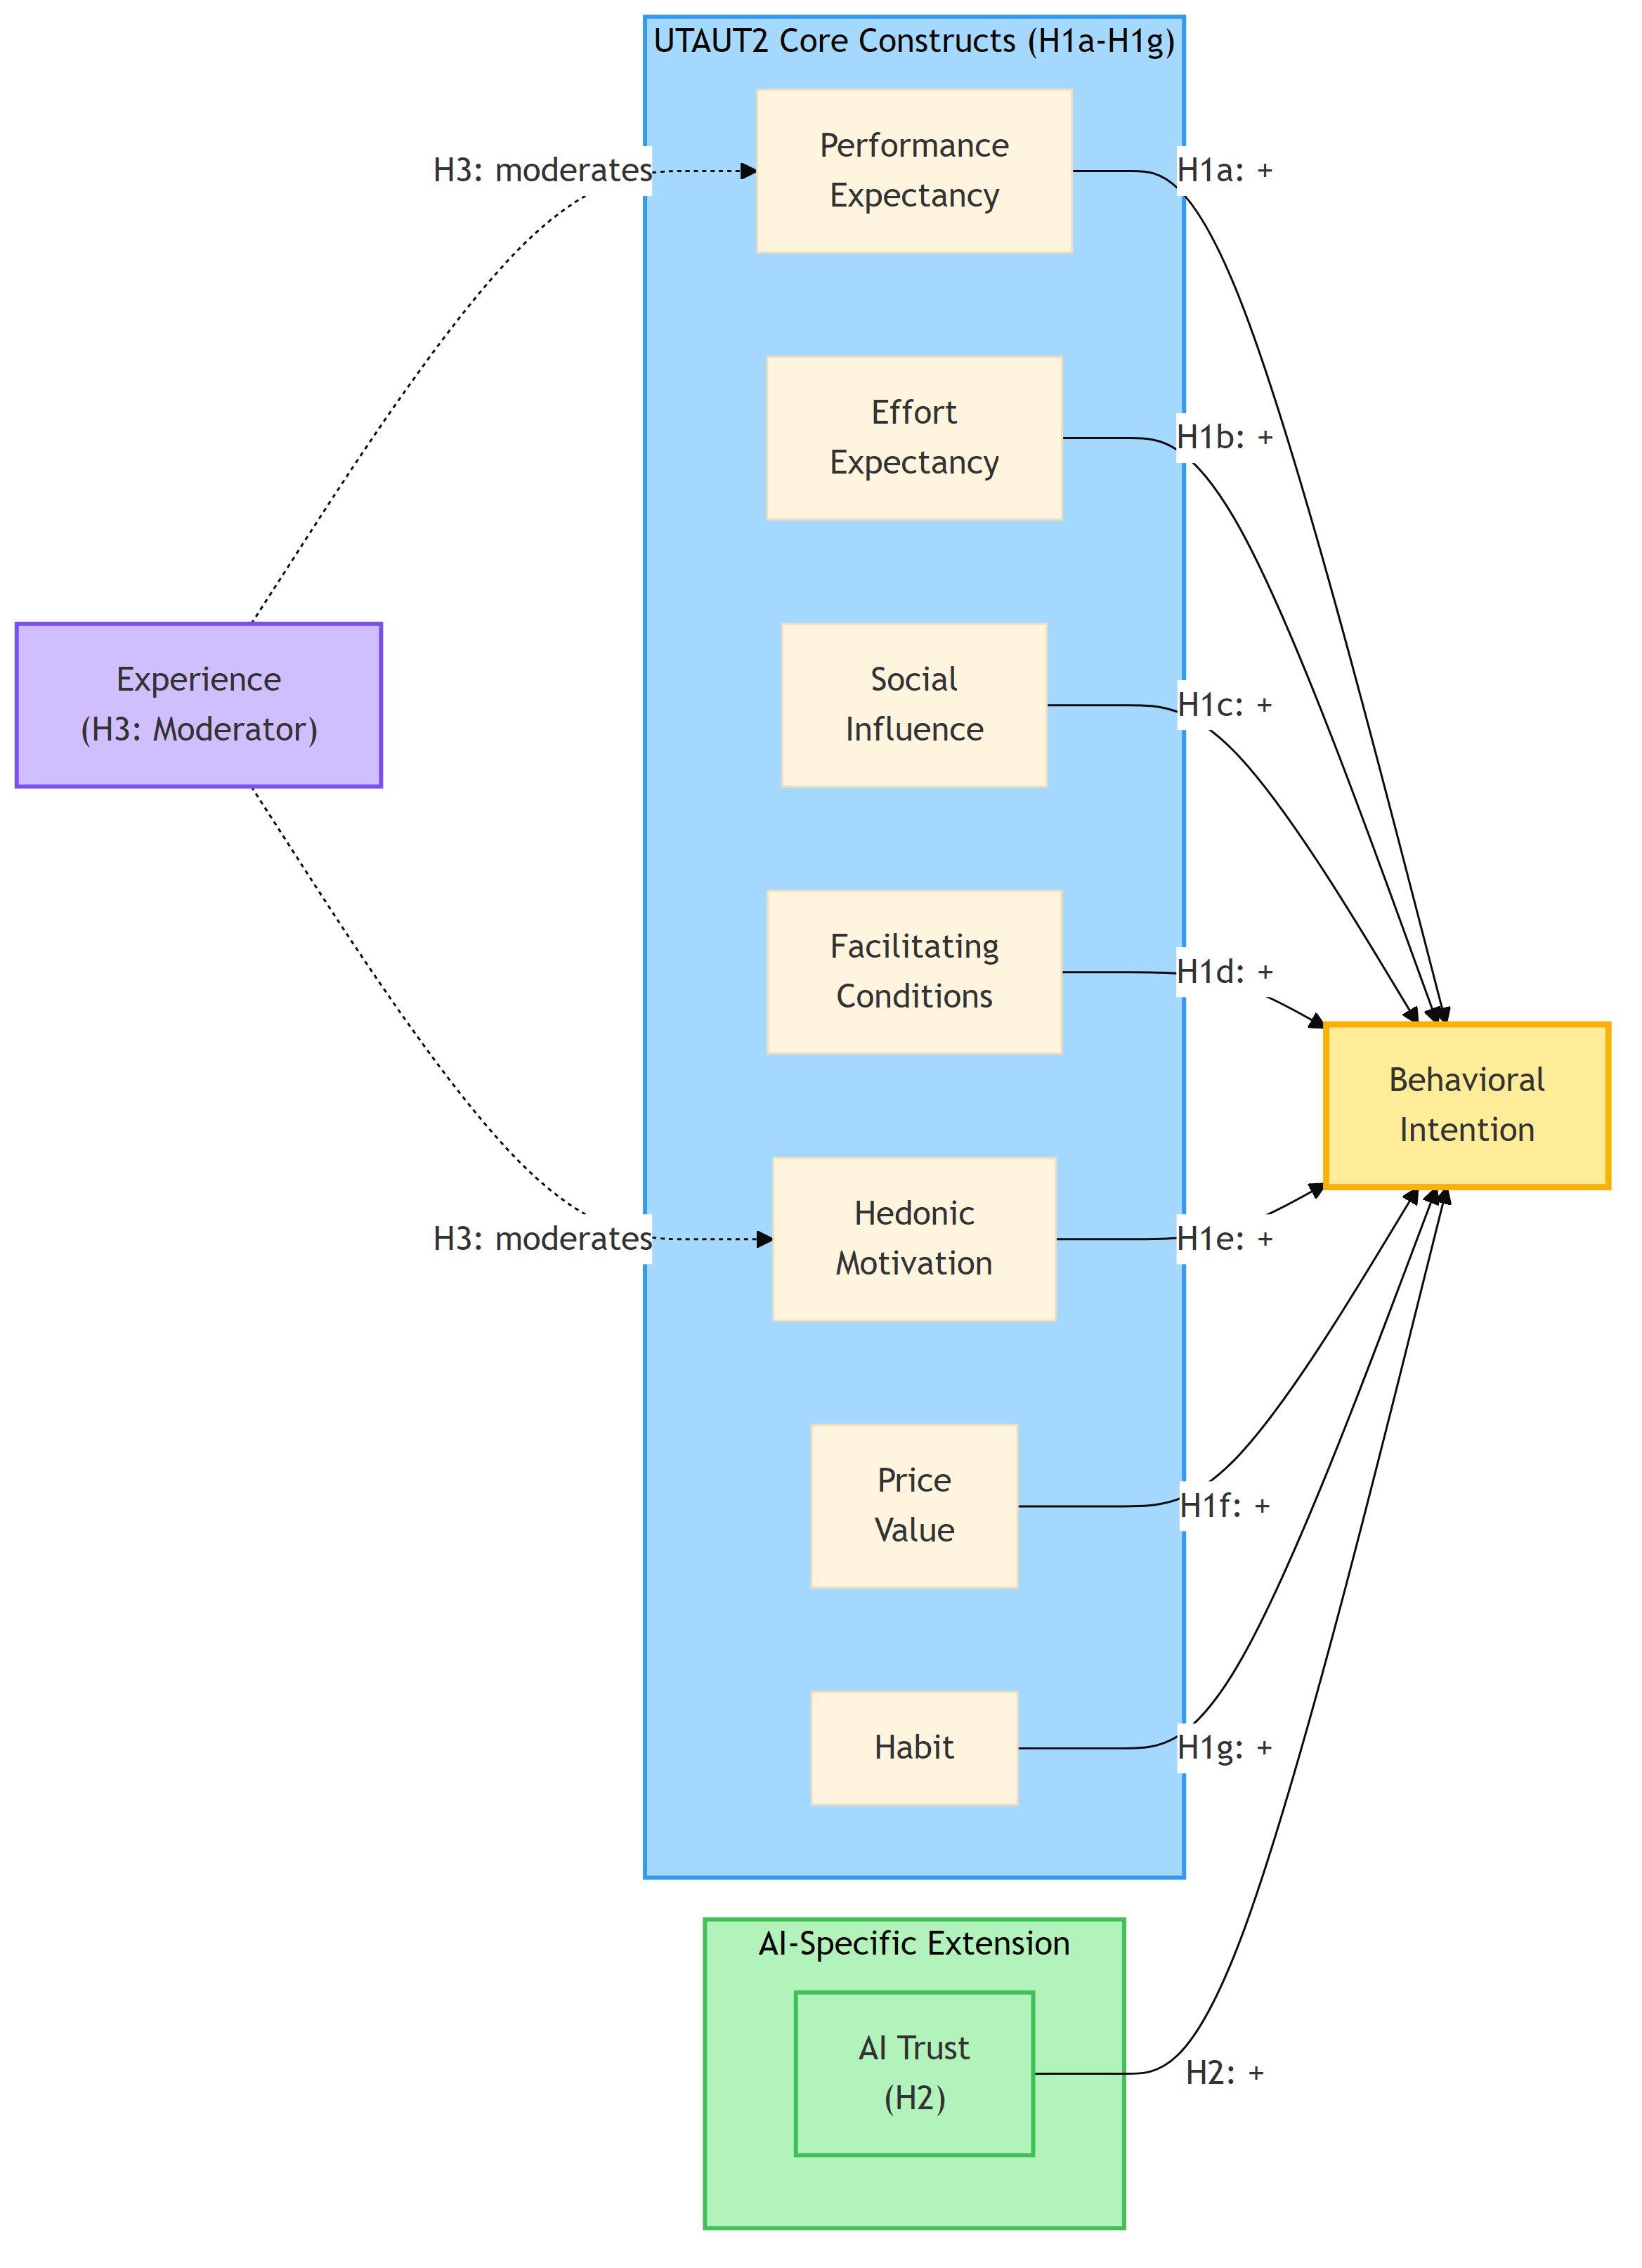 UTAUT2 Core Constructs (H1a-H1g)
Performance
Expectancy
H3: moderates
H1a: +
Effort
Expectancy
H1b: +
Experience
(H3: Moderator)
Social
Influence
H1c: +
Facilitating
Conditions
H1d: +
Behavioral
Intention
H3: moderates
Hedonic
Motivation
H1e: +
Price
Value
H1f: +
Habit
H1g: +
AI-Specific Extension
AI Trust
(H2)
H2: +